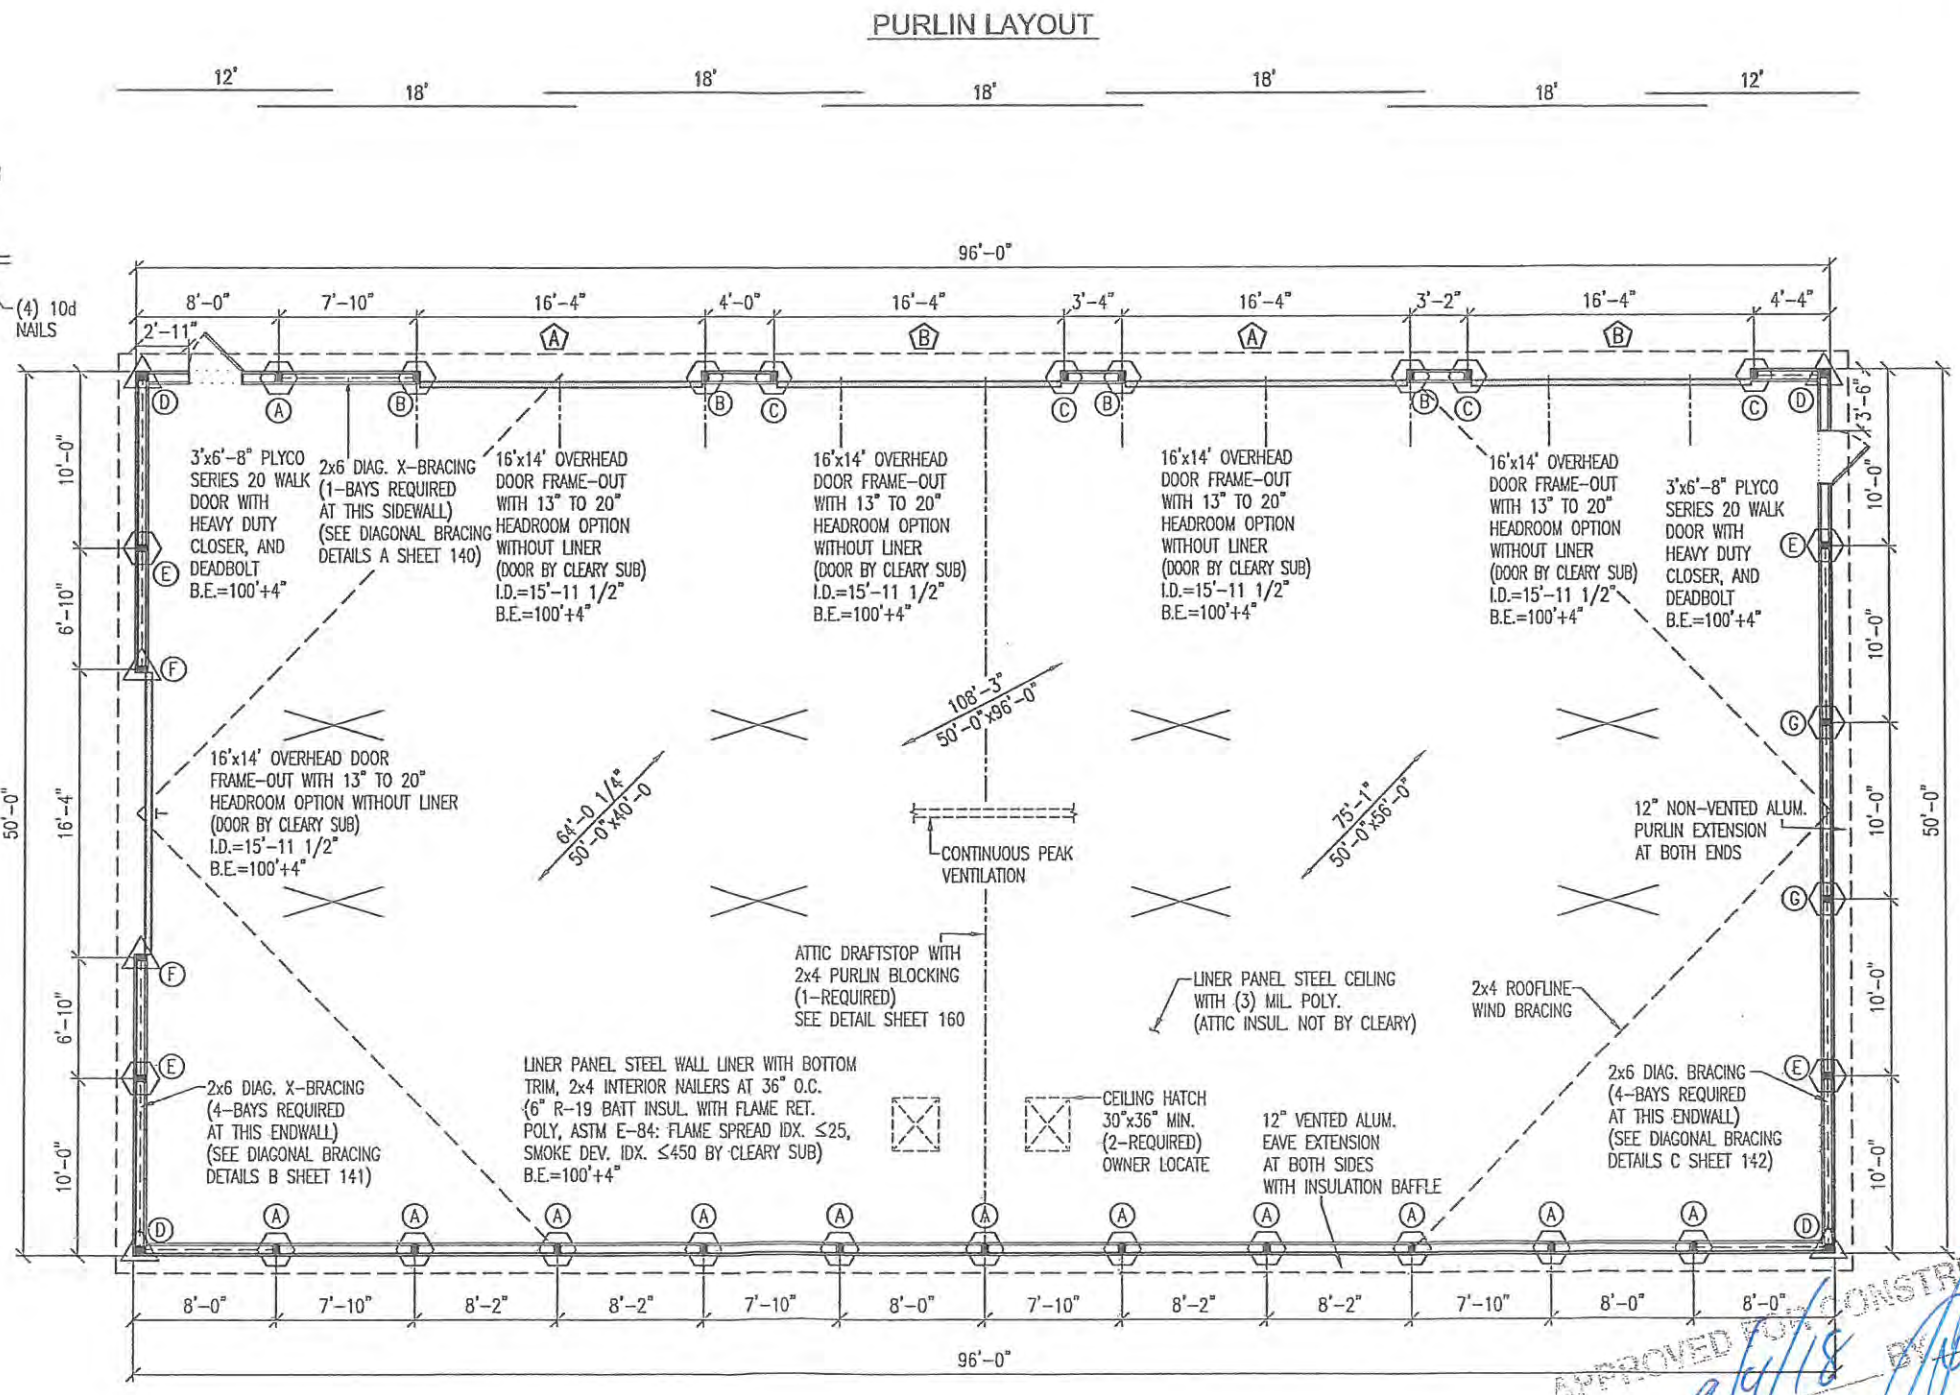 PURLIN LAYOUT
12'
18'
18'
18'
18'
18'
12'
96'-0"
8'-0"
7'-10"
16'-4"
4'-0"
16'-4"
3'-4"
16'-4"
3'-2"
16'-4"
4'-4"
(4) 10d
NAILS
2'-11"
A
B
A
B
3'-6"
D
A
B
B
C
C
B
B
C
C
D
10'-0"
10'-0"
3'x6'-8" PLYCO
SERIES 20 WALK
DOOR WITH
HEAVY DUTY
CLOSER, AND
DEADBOLT
B.E.=100'+4"
2x6 DIAG. X-BRACING
(1-BAYS REQUIRED
AT THIS SIDEWALL)
(SEE DIAGONAL BRACING
DETAILS A SHEET 140)
16'x14' OVERHEAD
DOOR FRAME-OUT
WITH 13" TO 20"
HEADROOM OPTION
WITHOUT LINER
(DOOR BY CLEARY SUB)
I.D.=15'-11 1/2"
B.E.=100'+4"
16'x14' OVERHEAD
DOOR FRAME-OUT
WITH 13" TO 20"
HEADROOM OPTION
WITHOUT LINER
(DOOR BY CLEARY SUB)
I.D.=15'-11 1/2"
B.E.=100'+4"
16'x14' OVERHEAD
DOOR FRAME-OUT
WITH 13" TO 20"
HEADROOM OPTION
WITHOUT LINER
(DOOR BY CLEARY SUB)
I.D.=15'-11 1/2"
B.E.=100'+4"
16'x14' OVERHEAD
DOOR FRAME-OUT
WITH 13" TO 20"
HEADROOM OPTION
WITHOUT LINER
(DOOR BY CLEARY SUB)
I.D.=15'-11 1/2"
B.E.=100'+4"
3'x6'-8" PLYCO
SERIES 20 WALK
DOOR WITH
HEAVY DUTY
CLOSER, AND
DEADBOLT
B.E.=100'+4"
E
E
6'-10"
10'-0"
F
G
108'-3"
50'-0"x96'-0"
16'x14' OVERHEAD DOOR
FRAME-OUT WITH 13" TO 20"
HEADROOM OPTION WITHOUT LINER
(DOOR BY CLEARY SUB)
I.D.=15'-11 1/2"
B.E.=100'+4"
50'-0"
16'-4"
64'-0 1/4"
50'-0"x40'-0
75'-1"
50'-0"x56'-0"
12" NON-VENTED ALUM.
PURLIN EXTENSION
AT BOTH ENDS
10'-0"
50'-0"
CONTINUOUS PEAK
VENTILATION
G
F
ATTIC DRAFTSTOP WITH
2x4 PURLIN BLOCKING
(1-REQUIRED)
SEE DETAIL SHEET 160
LINER PANEL STEEL CEILING
WITH (3) MIL. POLY.
(ATTIC INSUL. NOT BY CLEARY)
2x4 ROOFLINE
WIND BRACING
6'-10"
10'-0"
E
E
2x6 DIAG. X-BRACING
(4-BAYS REQUIRED
AT THIS ENDWALL)
(SEE DIAGONAL BRACING
DETAILS B SHEET 141)
LINER PANEL STEEL WALL LINER WITH BOTTOM
TRIM, 2x4 INTERIOR NAILERS AT 36" O.C.
(6" R-19 BATT INSUL. WITH FLAME RET.
POLY, ASTM E-84: FLAME SPREAD IDX. ≤25,
SMOKE DEV. IDX. ≤450 BY CLEARY SUB)
B.E.=100'+4"
CEILING HATCH
30"x36" MIN.
(2-REQUIRED)
OWNER LOCATE
12" VENTED ALUM.
EAVE EXTENSION
AT BOTH SIDES
WITH INSULATION BAFFLE
2x6 DIAG. BRACING
(4-BAYS REQUIRED
AT THIS ENDWALL)
(SEE DIAGONAL BRACING
DETAILS C SHEET 142)
10'-0"
10'-0"
D
A
A
A
A
A
A
A
A
A
A
A
D
8'-0"
7'-10"
8'-2"
8'-2"
7'-10"
8'-0"
7'-10"
8'-2"
8'-2"
7'-10"
8'-0"
8'-0"
96'-0"
APPROVED FOR CONSTR
BY